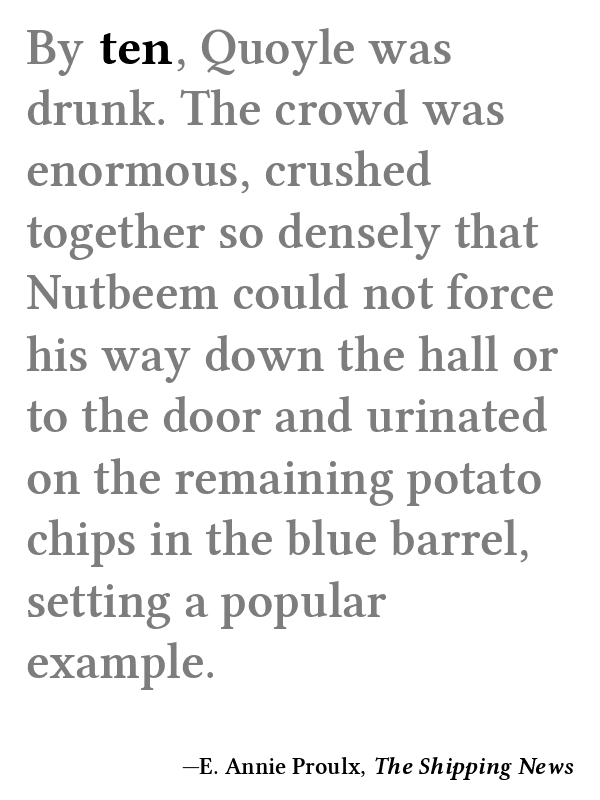 By ten, Quoyle was
drunk. The crowd was
enormous, crushed
together so densely that
Nutbeem could not force
his way down the hall or
to the door and urinated
on the remaining potato
chips in the blue barrel,
setting a popular
example.
—E. Annie Proulx, The Shipping News